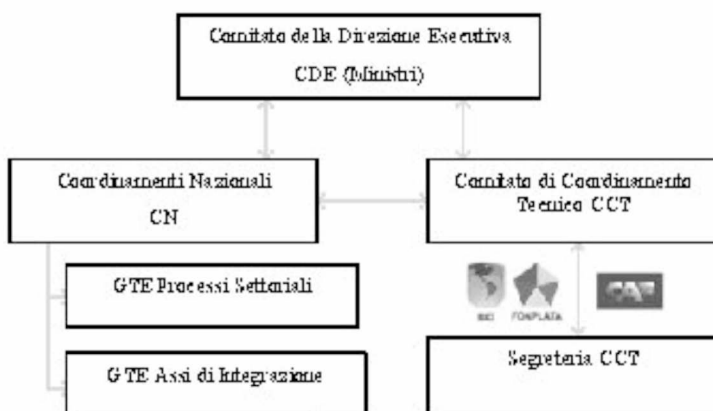 Comitato della Direzione Esecutiva
CDE (Ministri)
Coordinamenti Nazionali
CN
Comitato di Coordinamento
Tecnico CCT
GTE Processi Settoriali
BID
FONPLATA
CAF
GTE Assi di Integrazione
Segreteria CCT